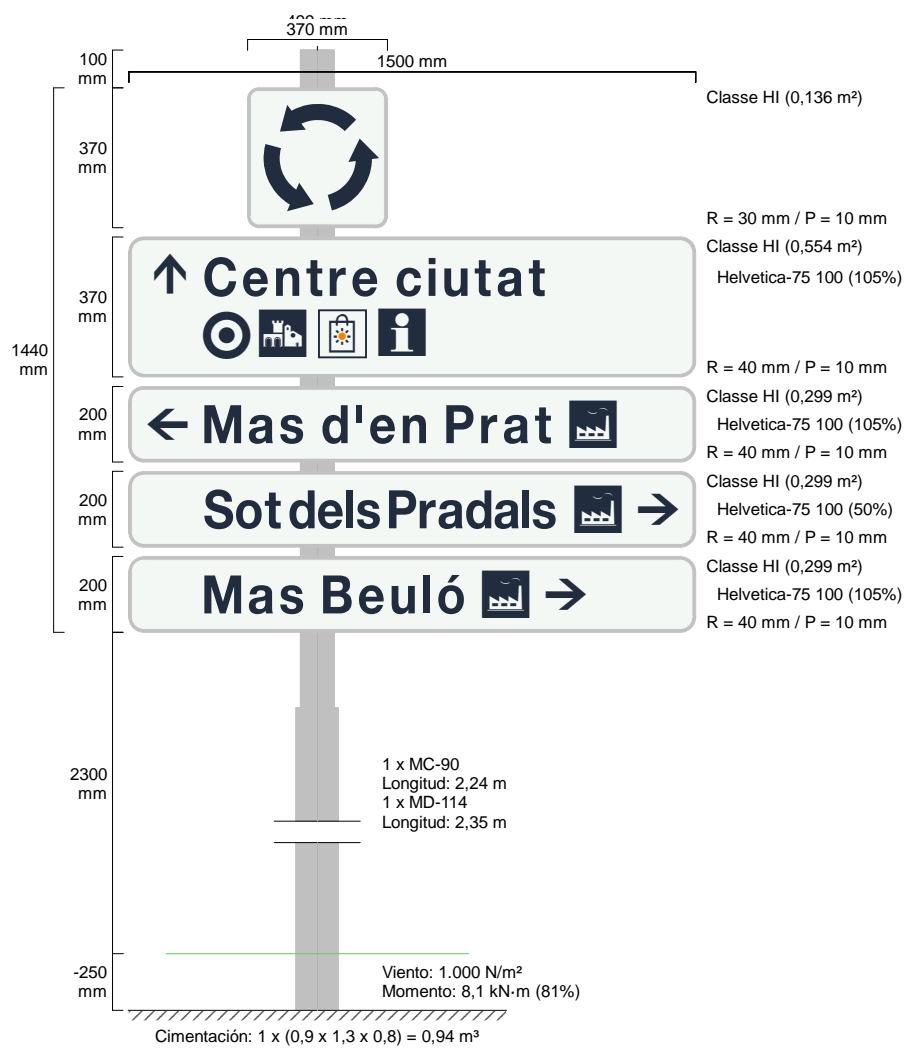 370 mm
1500 mm
100
mm
Classe HI (0,136 m²)
370
mm
R = 30 mm / P = 10 mm
Classe HI (0,554 m²)
Centre ciutat
Helvetica-75 100 (105%)
370
mm
1440
mm
R = 40 mm / P = 10 mm
Classe HI (0,299 m²)
200
mm
Mas d'en Prat
Helvetica-75 100 (105%)
R = 40 mm / P = 10 mm
Classe HI (0,299 m²)
200
mm
Sot dels Pradals
Helvetica-75 100 (50%)
R = 40 mm / P = 10 mm
Classe HI (0,299 m²)
200
mm
Mas Beuló
Helvetica-75 100 (105%)
R = 40 mm / P = 10 mm
2300
mm
1 x MC-90
Longitud: 2,24 m
1 x MD-114
Longitud: 2,35 m
-250
mm
Viento: 1.000 N/m²
Momento: 8,1 kN·m (81%)
Cimentación: 1 x (0,9 x 1,3 x 0,8) = 0,94 m³